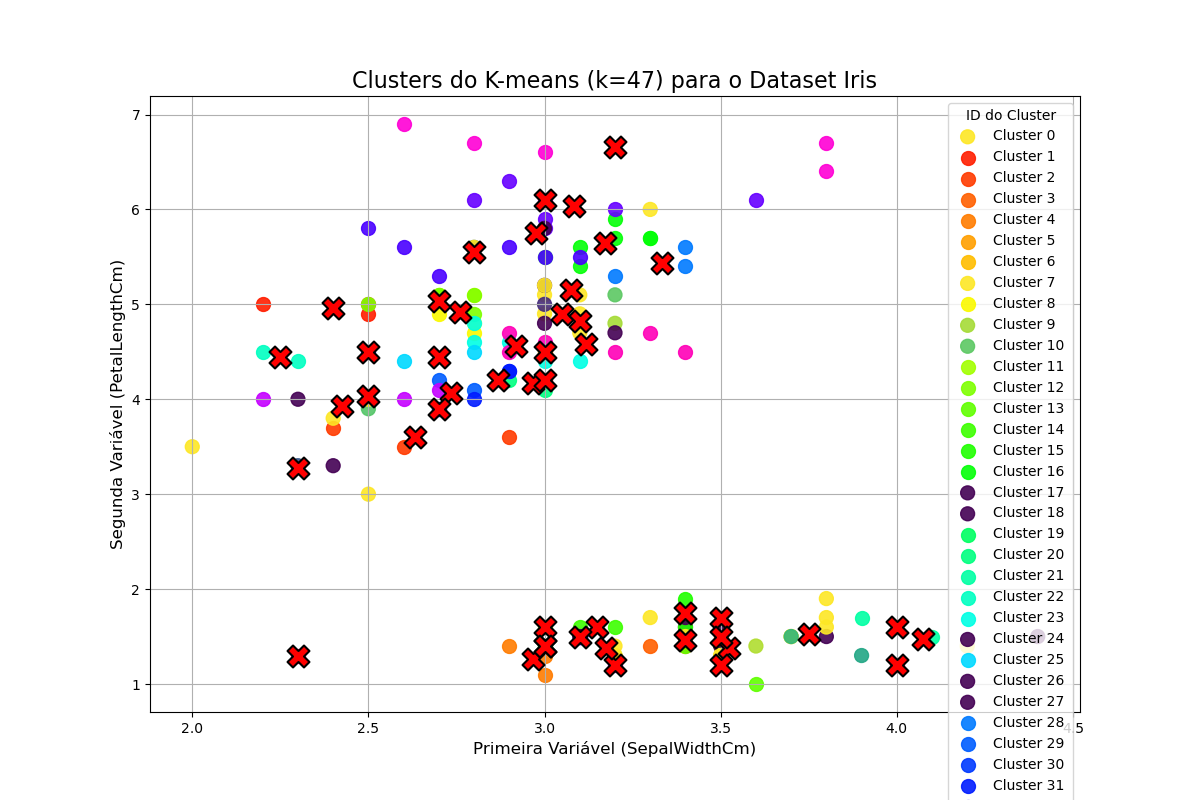 Clusters do K-means (k=47) para o Dataset Iris
Segunda Variável (PetalLengthCm)
7
6
5
4
3
2
1
2.0
2.5
3.0
3.5
4.0
4.5
Primeira Variável (SepalWidthCm)
ID do Cluster
Cluster 0
Cluster 1
Cluster 2
Cluster 3
Cluster 4
Cluster 5
Cluster 6
Cluster 7
Cluster 8
Cluster 9
Cluster 10
Cluster 11
Cluster 12
Cluster 13
Cluster 14
Cluster 15
Cluster 16
Cluster 17
Cluster 18
Cluster 19
Cluster 20
Cluster 21
Cluster 22
Cluster 23
Cluster 24
Cluster 25
Cluster 26
Cluster 27
Cluster 28
Cluster 29
Cluster 30
Cluster 31